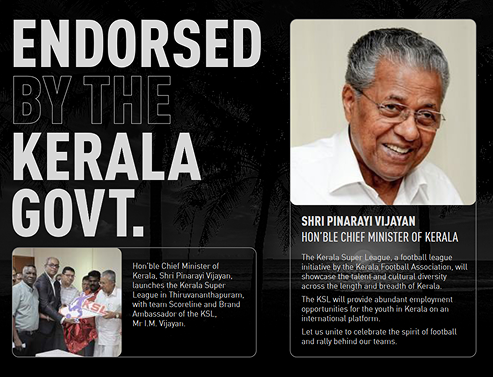 ENDORSED
BY THE
KERALA
GOVT.
Hon'ble Chief Minister of
Kerala, Shri Pinarayi Vijayan,
launches the Kerala Super
League in Thiruvananthapuram,
with team Scoreline and Brand
Ambassador of the KSL,
Mr I.M. Vijayan.
KSL
SHRI PINARAYI VIJAYAN
HON'BLE CHIEF MINISTER OF KERALA
The Kerala Super League, a football league
initiative by the Kerala Football Association, will
showcase the talent and cultural diversity
across the length and breadth of Kerala.
The KSL will provide abundant employment
opportunities for the youth in Kerala on an
international platform.
Let us unite to celebrate the spirit of football
and rally behind our teams.